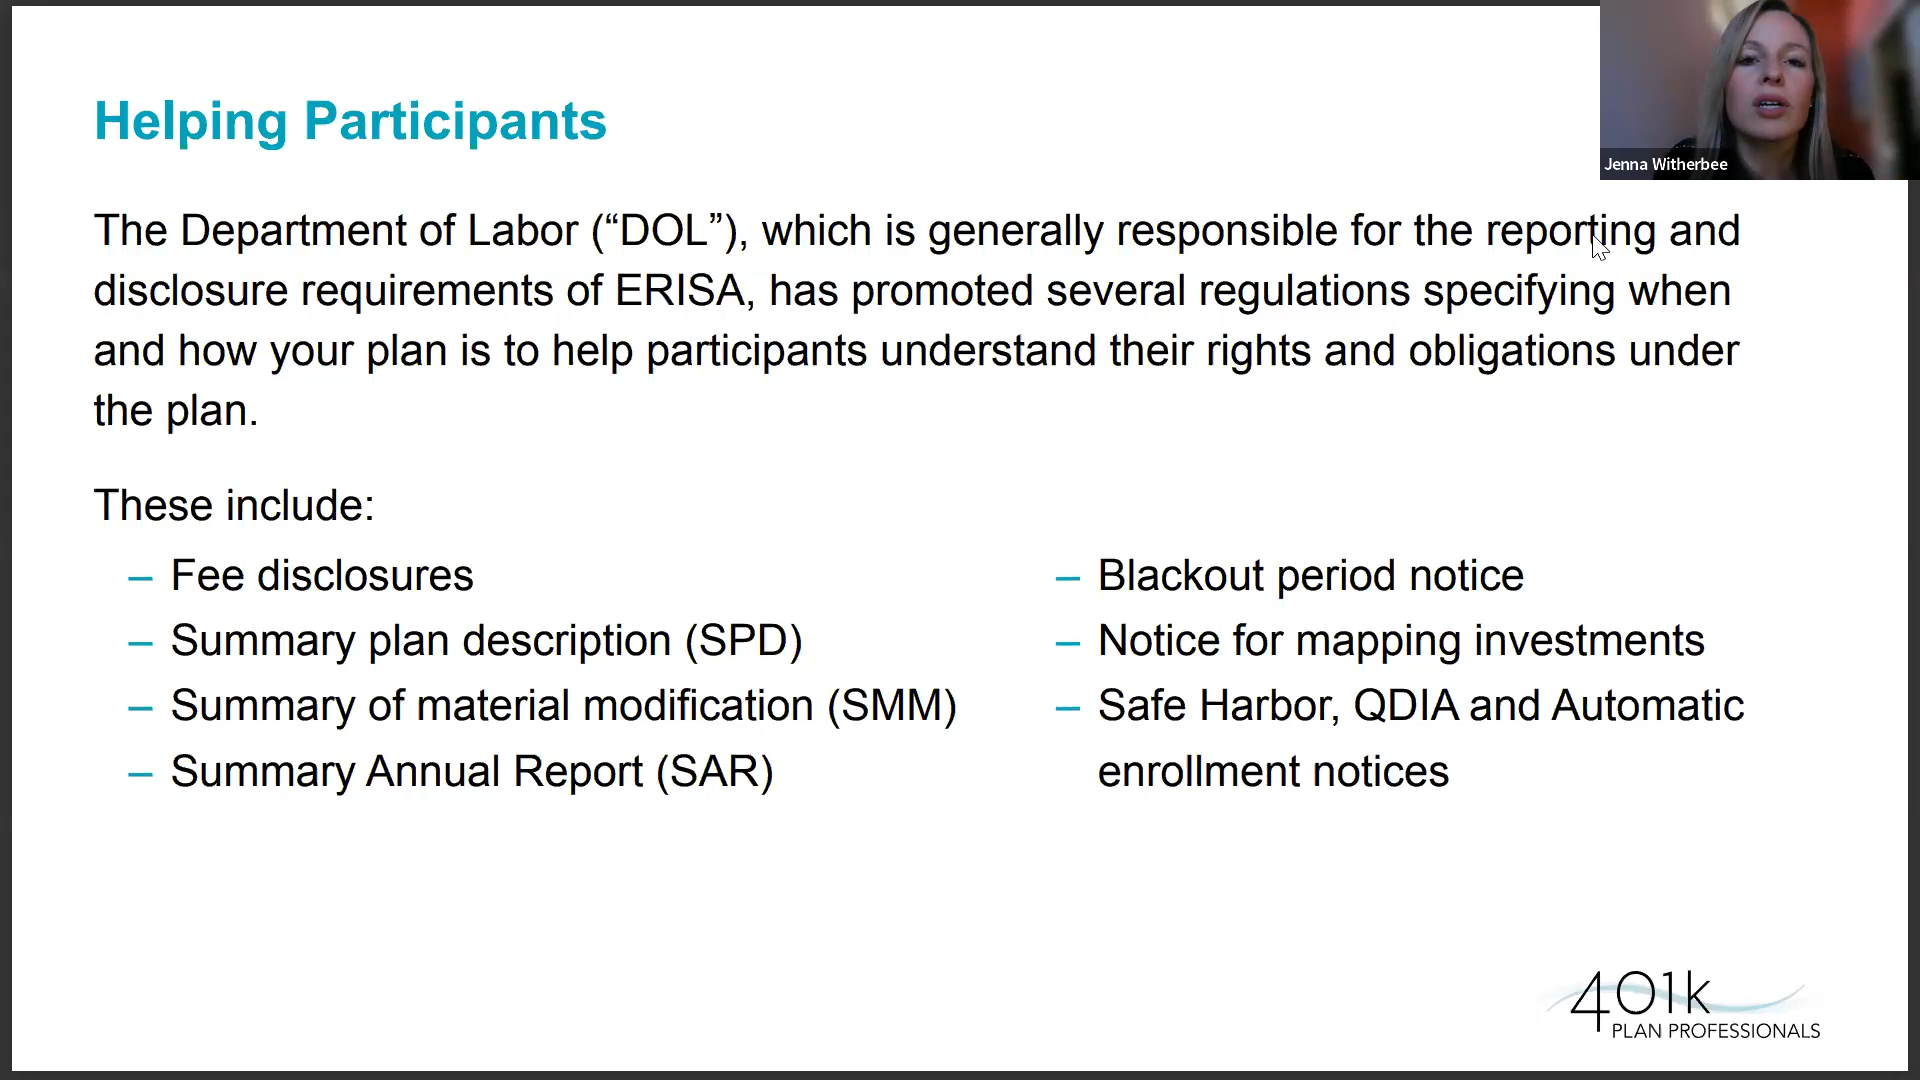 Helping Participants
Jenna Witherbee
The Department of Labor (“DOL”), which is generally responsible for the reporting and
disclosure requirements of ERISA, has promoted several regulations specifying when
and how your plan is to help participants understand their rights and obligations under
the plan.
These include:
– Fee disclosures
– Summary plan description (SPD)
– Summary of material modification (SMM)
– Summary Annual Report (SAR)
– Blackout period notice
– Notice for mapping investments
– Safe Harbor, QDIA and Automatic
enrollment notices
401k
PLAN PROFESSIONALS